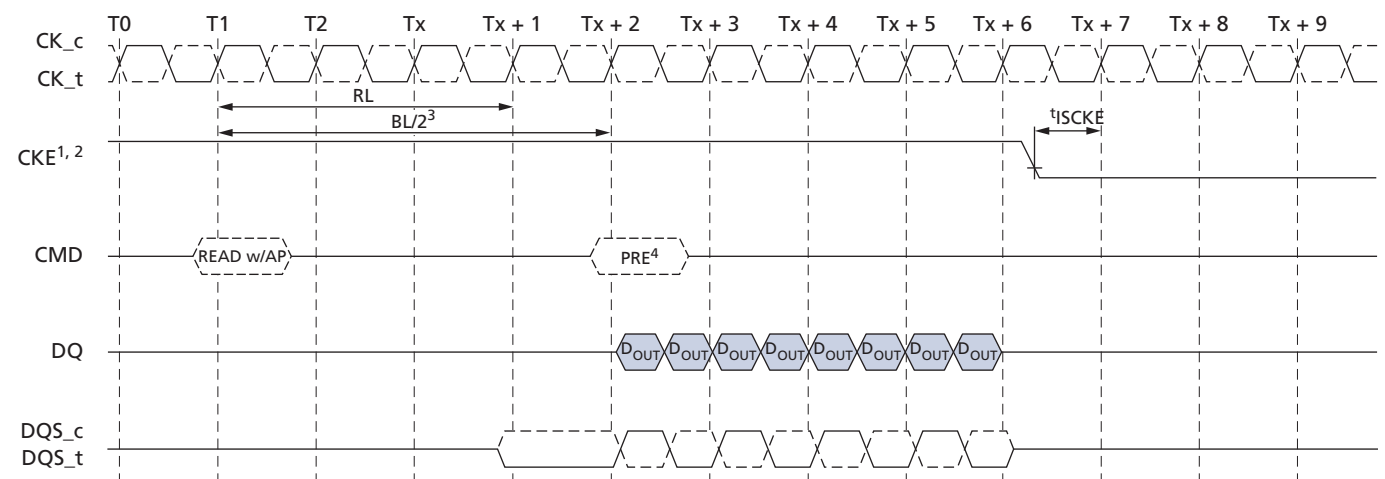 T0 T1 T2 Tx Tx + 1 Tx + 2 Tx + 3 Tx + 4 Tx + 5 Tx + 6 Tx + 7 Tx + 8 Tx + 9
CK_c
CK_t
RL
BL/2³
tISCKE
CKE1, 2
CMD
READ w/AP
PRE⁴
DQ
DOUT DOUT DOUT DOUT DOUT DOUT DOUT DOUT
DQS_c
DQS_t